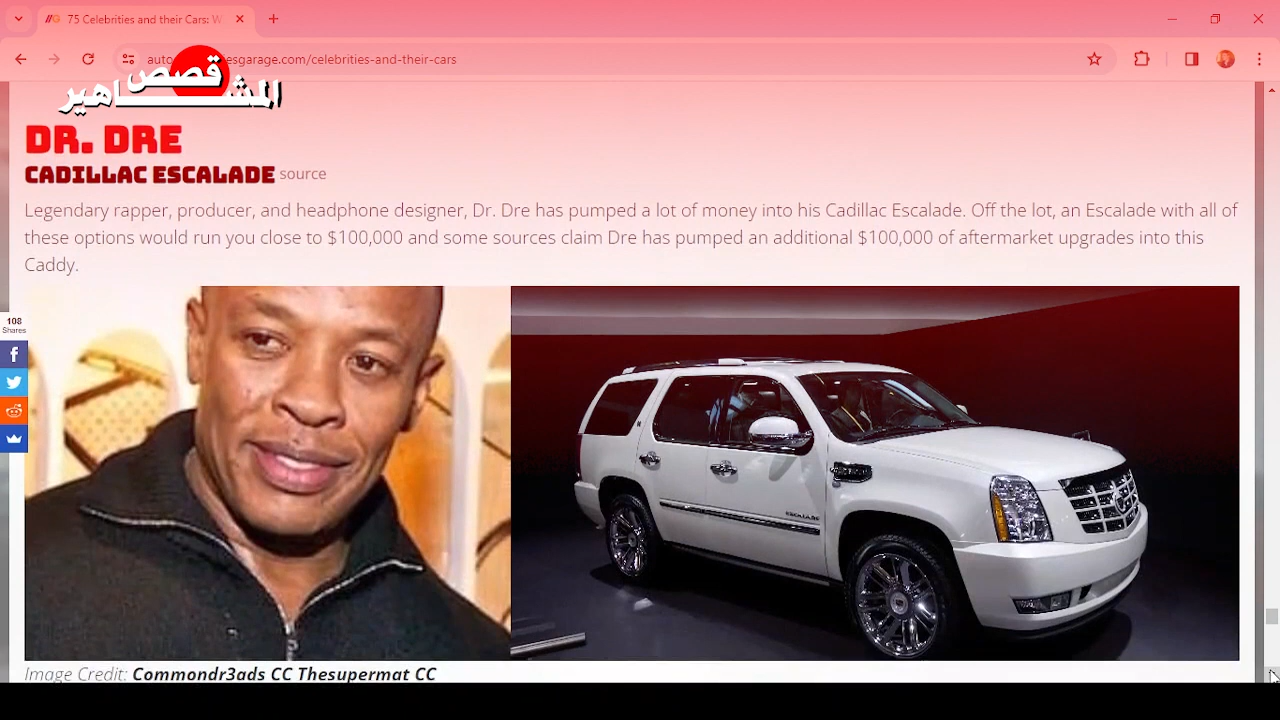 75 Celebrities and their Cars: W
esgarage.com/celebrities-and-their-cars
قصص
المشاهير
DR. DRE
CADILLAC ESCALADE source
Legendary rapper, producer, and headphone designer, Dr. Dre has pumped a lot of money into his Cadillac Escalade. Off the lot, an Escalade with all of
these options would run you close to $100,000 and some sources claim Dre has pumped an additional $100,000 of aftermarket upgrades into this
Caddy.
108
Shares
ESCALADE
Image Credit: Commondr3ads CC Thesupermat CC